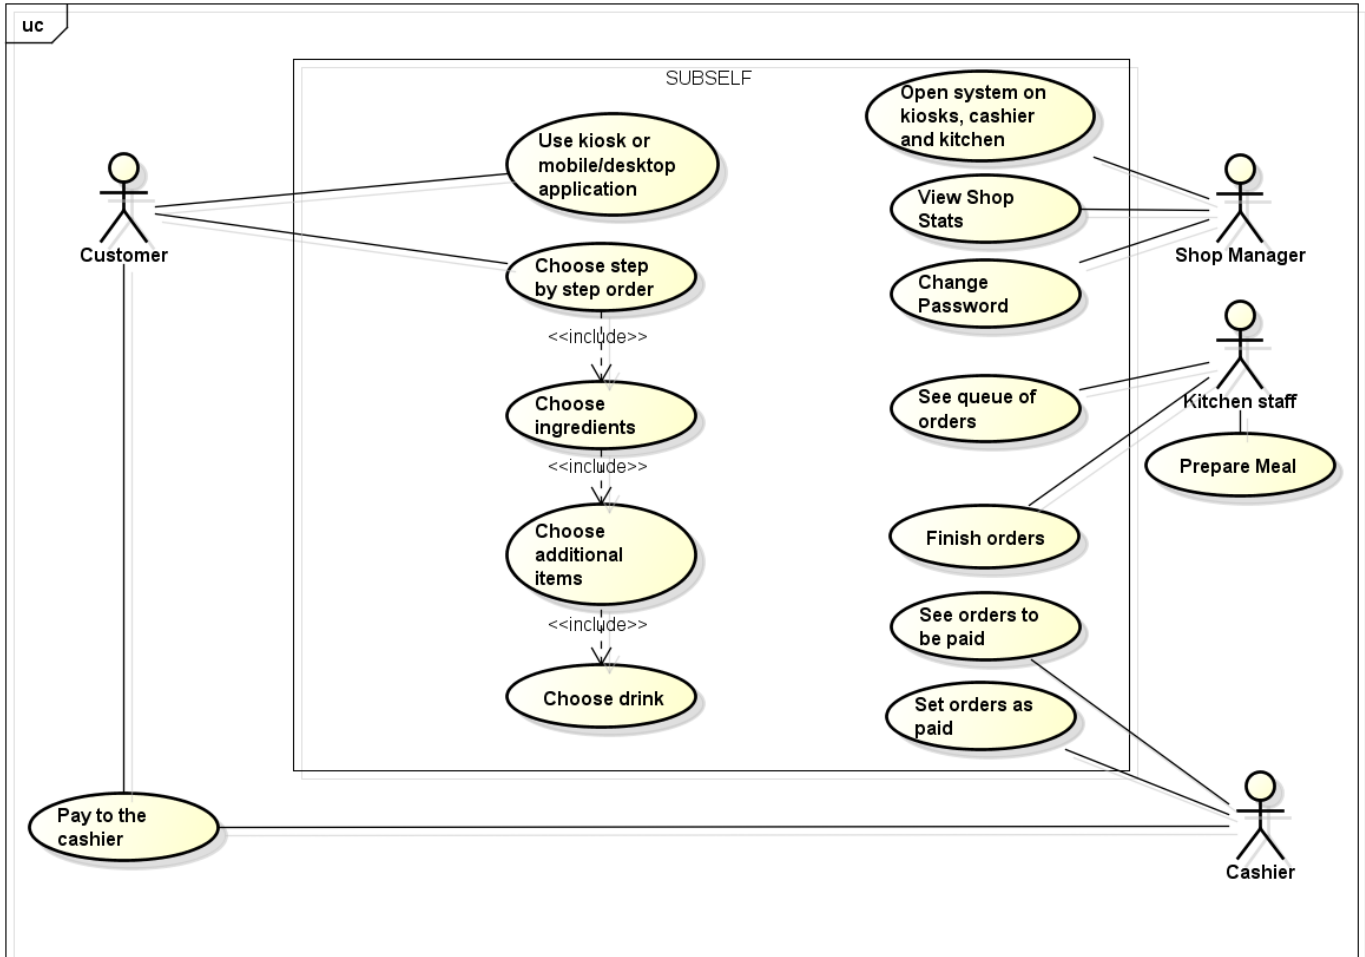 uc
SUBSELF
Open system on
kiosks, cashier
and kitchen
Use kiosk or
mobile/desktop
application
View Shop
Stats
Customer
Shop Manager
Choose step
by step order
Change
Password
<<include>>
Choose
ingredients
See queue of
orders
Kitchen staff
<<include>>
Prepare Meal
Choose
additional
items
Finish orders
<<include>>
See orders to
be paid
Choose drink
Set orders as
paid
Pay to the
cashier
Cashier